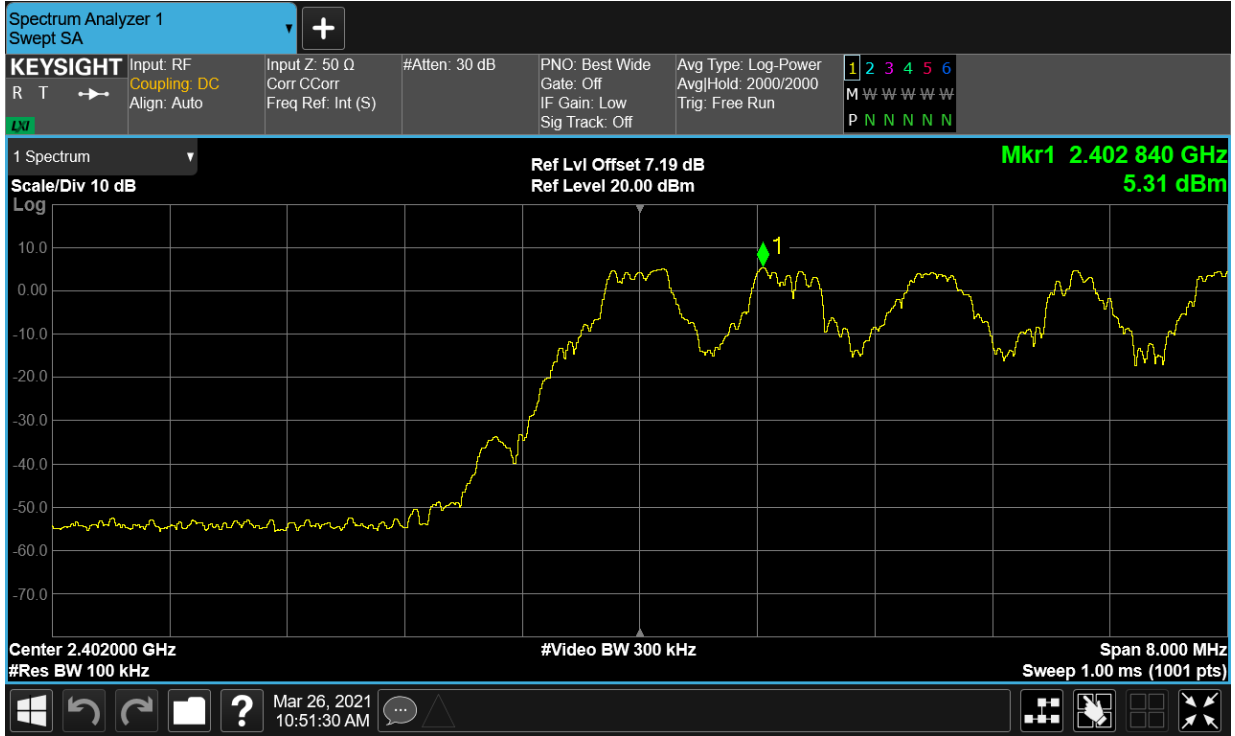 Spectrum Analyzer 1
Swept SA
KEYSIGHT
R T
LXI
Input: RF
Coupling: DC
Align: Auto
Input Z: 50 Ω
Corr CCorr
Freq Ref: Int (S)
#Atten: 30 dB
PNO: Best Wide
Gate: Off
IF Gain: Low
Sig Track: Off
Avg Type: Log-Power
Avg|Hold: 2000/2000
Trig: Free Run
1 2 3 4 5 6
M W W W W W W
P N N N N N N
1 Spectrum
Scale/Div 10 dB
Ref Lvl Offset 7.19 dB
Ref Level 20.00 dBm
Mkr1 2.402 840 GHz
5.31 dBm
Log
10.0
0.00
-10.0
-20.0
-30.0
-40.0
-50.0
-60.0
-70.0
1
Center 2.402000 GHz
#Res BW 100 kHz
#Video BW 300 kHz
Span 8.000 MHz
Sweep 1.00 ms (1001 pts)
?
Mar 26, 2021
10:51:30 AM